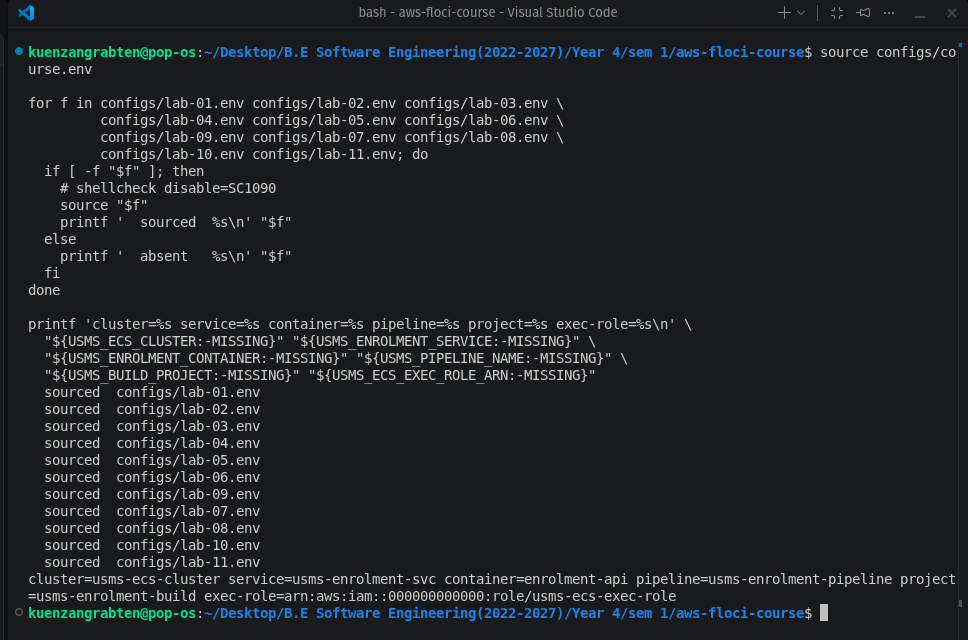 bash - aws-floci-course - Visual Studio Code
kuenzangrabten@pop-os:~/Desktop/B.E Software Engineering(2022-2027)/Year 4/sem 1/aws-floci-course$ source configs/co
urse.env
for f in configs/lab-01.env configs/lab-02.env configs/lab-03.env \
         configs/lab-04.env configs/lab-05.env configs/lab-06.env \
         configs/lab-09.env configs/lab-07.env configs/lab-08.env \
         configs/lab-10.env configs/lab-11.env; do
  if [ -f "$f" ]; then
    # shellcheck disable=SC1090
    source "$f"
    printf '  sourced  %s\n' "$f"
  else
    printf '  absent   %s\n' "$f"
  fi
done
printf 'cluster=%s service=%s container=%s pipeline=%s project=%s exec-role=%s\n' \
  "${USMS_ECS_CLUSTER:-MISSING}" "${USMS_ENROLMENT_SERVICE:-MISSING}" \
  "${USMS_ENROLMENT_CONTAINER:-MISSING}" "${USMS_PIPELINE_NAME:-MISSING}" \
  "${USMS_BUILD_PROJECT:-MISSING}" "${USMS_ECS_EXEC_ROLE_ARN:-MISSING}"
  sourced  configs/lab-01.env
  sourced  configs/lab-02.env
  sourced  configs/lab-03.env
  sourced  configs/lab-04.env
  sourced  configs/lab-05.env
  sourced  configs/lab-06.env
  sourced  configs/lab-09.env
  sourced  configs/lab-07.env
  sourced  configs/lab-08.env
  sourced  configs/lab-10.env
  sourced  configs/lab-11.env
cluster=usms-ecs-cluster service=usms-enrolment-svc container=enrolment-api pipeline=usms-enrolment-pipeline project
=usms-enrolment-build exec-role=arn:aws:iam::000000000000:role/usms-ecs-exec-role
kuenzangrabten@pop-os:~/Desktop/B.E Software Engineering(2022-2027)/Year 4/sem 1/aws-floci-course$